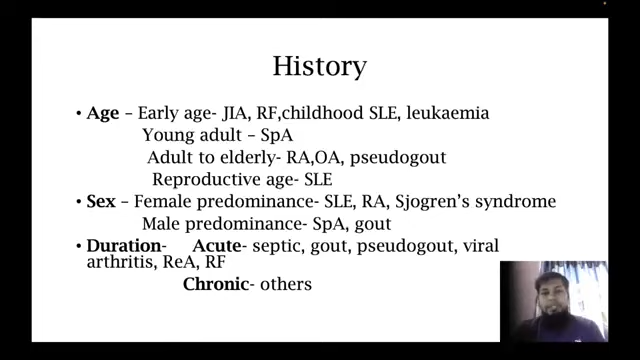 History
• Age – Early age- JIA, RF,childhood SLE, leukaemia
Young adult – SpA
Adult to elderly- RA,OA, pseudogout
Reproductive age- SLE
• Sex – Female predominance- SLE, RA, Sjogren's syndrome
Male predominance- SpA, gout
• Duration- Acute- septic, gout, pseudogout, viral
arthritis, ReA, RF
Chronic- others